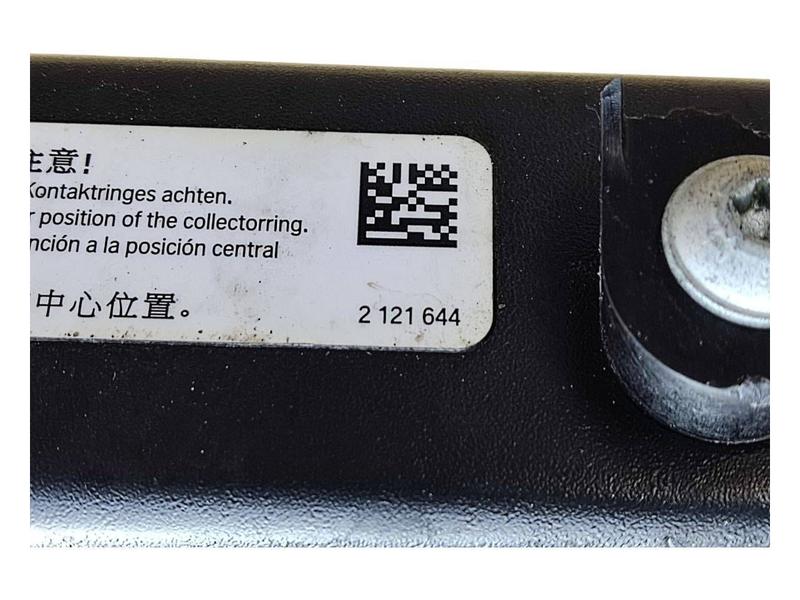 注意!
Kontaktringes achten.
position of the collectorring.
nción a la posición central
中心位置。
2 121 644